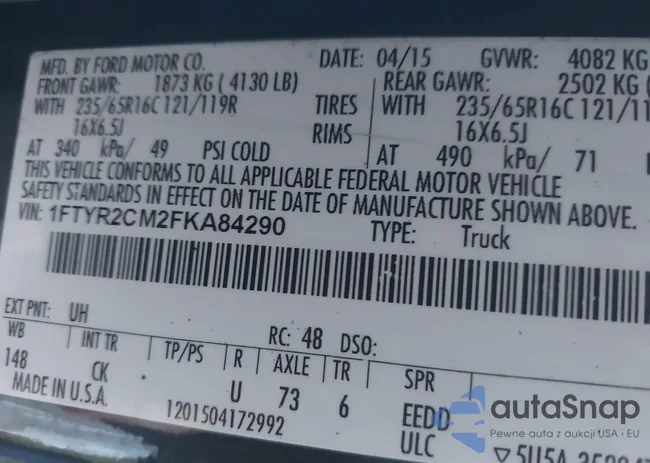 MFD. BY FORD MOTOR CO. DATE: 04/15 GVWR: 4082 KG
FRONT GAWR: 1873 KG ( 4130 LB) REAR GAWR: 2502 KG (
WITH 235/65R16C 121/119R TIRES WITH 235/65R16C 121/11
16X6.5J RIMS 16X6.5J
AT 340 kPa/ 49 PSI COLD AT 490 kPa/ 71
THIS VEHICLE CONFORMS TO ALL APPLICABLE FEDERAL MOTOR VEHICLE
SAFETY STANDARDS IN EFFECT ON THE DATE OF MANUFACTURE SHOWN ABOVE.
VIN: 1FTYR2CM2FKA84290 TYPE: Truck
EXT PNT: UH RC: 48 DSO:
WB INT TR TP/PS R AXLE TR SPR
148 CK U 73 6 EEDD
MADE IN U.S.A. 1201504172992 ULC
autaSnap
Pewne auta z aukcji USA i EU